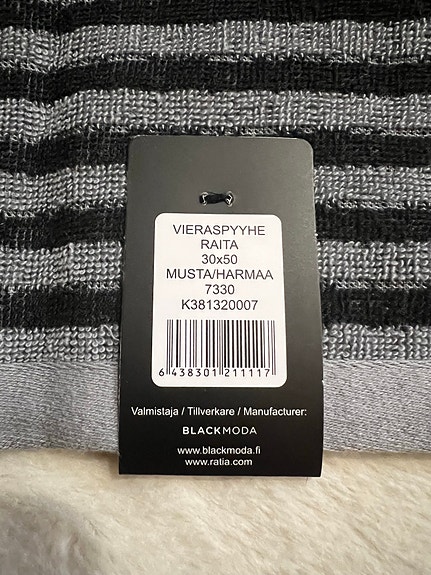 VIERASPYYHE
RAITA
30x50
MUSTA/HARMAA
7330
K381320007
6 438301 211117
Valmistaja / Tillverkare / Manufacturer:
BLACKMODA
www.blackmoda.fi
www.ratia.com